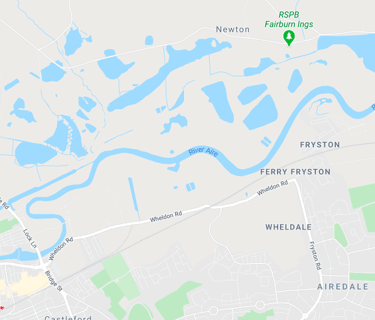 RSPB
Fairburn Ings
Newton
River Aire
FRYSTON
FERRY FRYSTON
Wheldon Rd
Wheldon Rd
WHELDALE
Lock Ln
Wheldon Rd
Fryston Rd
Bridge St
AIREDALE
Castleford